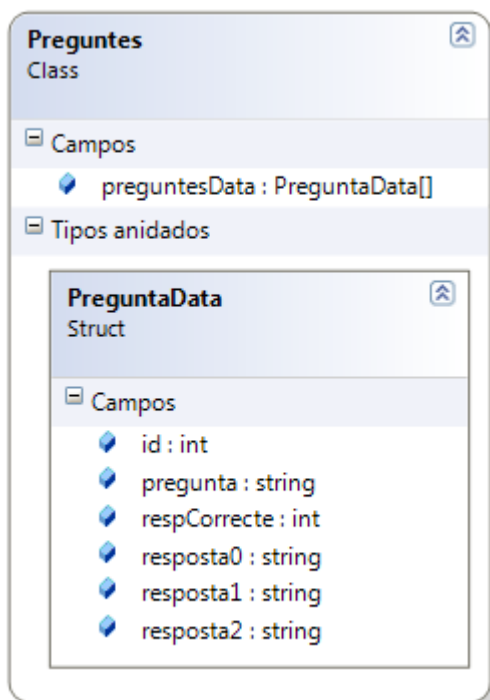 Preguntes
Class
Campos
preguntesData : PreguntaData[]
Tipos anidados
PreguntaData
Struct
Campos
id : int
pregunta : string
respCorrecte : int
resposta0 : string
resposta1 : string
resposta2 : string